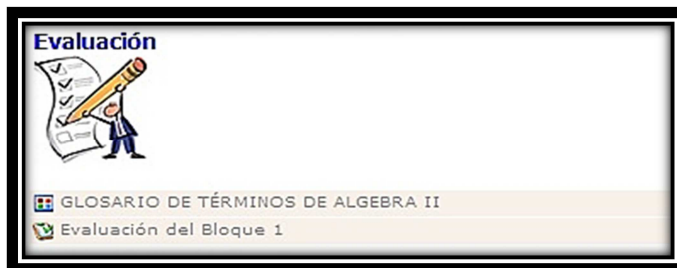 Evaluación
GLOSARIO DE TÉRMINOS DE ALGEBRA II
Evaluación del Bloque 1